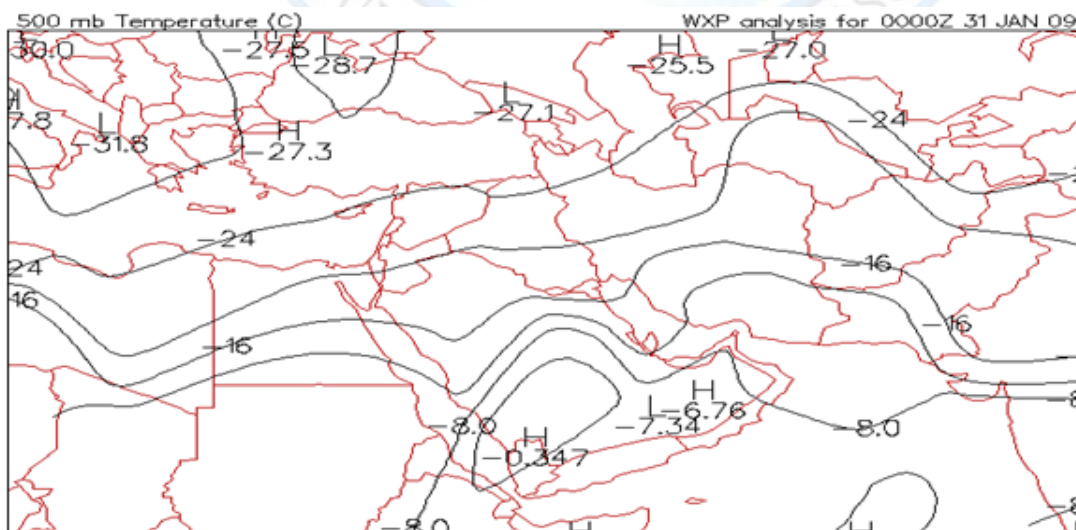 500 mb Temperature (C) WXP analysis for 0000Z 31 JAN 09
H L H L
-27.5 -28.7 -25.5 -27.0
L
-27.1
-24
L H
-31.8 -27.3
-24
24 -16
16 -16
-16
H
L -6.76
-8.0 -7.34 -8.0
H
-0.347
-8.0 H H